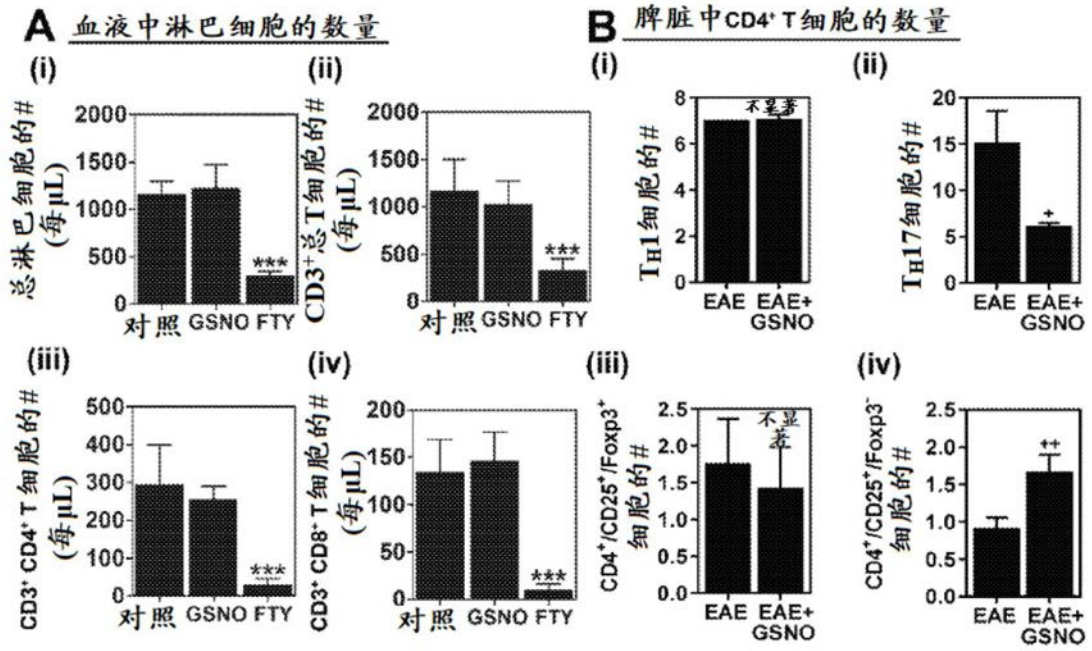 A 血液中淋巴细胞的数量
(i)
总淋巴细胞的#
(每μL)
2000
1500
1000
500
0
对照 GSNO FTY
***
(ii)
CD3⁺总T细胞的#
(每μL)
2000
1500
1000
500
0
对照 GSNO FTY
***
(iii)
CD3⁺ CD4⁺ T细胞的#
(每μL)
500
400
300
200
100
0
对照 GSNO FTY
***
(iv)
CD3⁺ CD8⁺ T细胞的#
(每μL)
200
150
100
50
0
对照 GSNO FTY
***
B 脾脏中CD4⁺ T细胞的数量
(i)
TH1细胞的#
8
6
4
2
0
不显著
EAE EAE+
GSNO
(ii)
TH17细胞的#
20
15
10
5
0
+
EAE EAE+
GSNO
(iii)
CD4⁺/CD25⁺/Foxp3⁺
细胞的#
2.5
2.0
1.5
1.0
0.5
0.0
不显
著
EAE EAE+
GSNO
(iv)
CD4⁺/CD25⁺/Foxp3⁻
细胞的#
2.5
2.0
1.5
1.0
0.5
0.0
++
EAE EAE+
GSNO